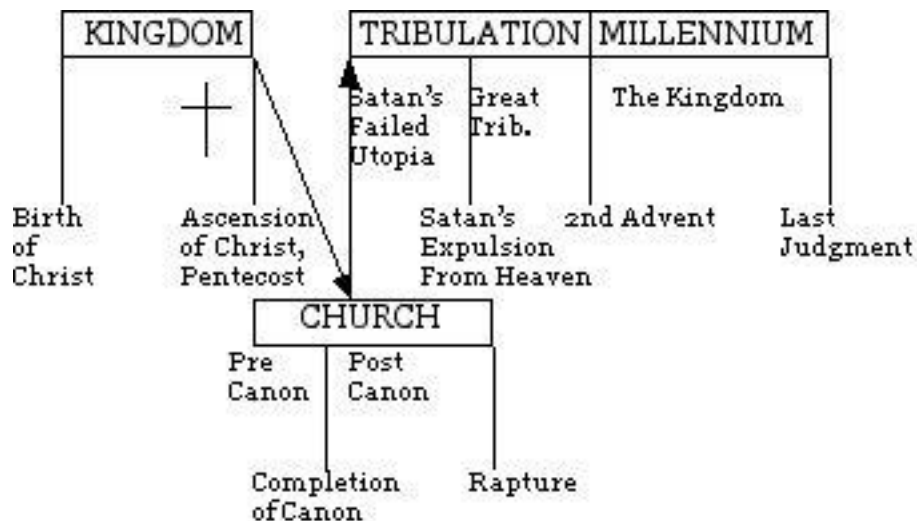 KINGDOM
TRIBULATION
MILLENNIUM
Satan's
Failed
Utopia
Great
Trib.
The Kingdom
Birth
of
Christ
Ascension
of Christ,
Pentecost
Satan's
Expulsion
From Heaven
2nd Advent
Last
Judgment
CHURCH
Pre
Canon
Post
Canon
Completion
of Canon
Rapture